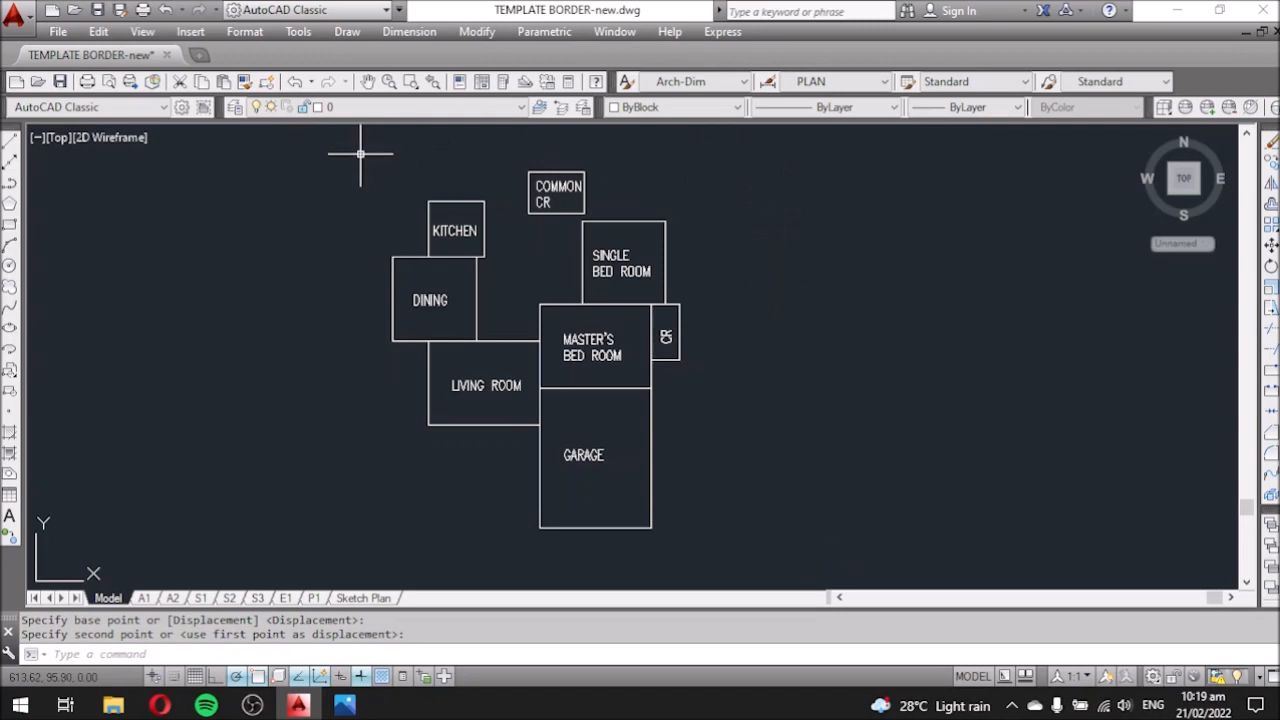 AutoCAD Classic
TEMPLATE BORDER-new.dwg
Type a keyword or phrase
Sign In
File Edit View Insert Format Tools Draw Dimension Modify Parametric Window Help Express
TEMPLATE BORDER-new*
Arch-Dim
PLAN
Standard
Standard
AutoCAD Classic
0
ByBlock
ByLayer
ByLayer
ByColor
[−][Top][2D Wireframe]
N
W
TOP
E
S
Unnamed
COMMON
CR
KITCHEN
SINGLE
BED ROOM
DINING
MASTER'S
BED ROOM
CR
LIVING ROOM
GARAGE
Y
X
Model A1 A2 S1 S2 S3 E1 P1 Sketch Plan
Specify base point or [Displacement] <Displacement>:
Specify second point or <use first point as displacement>:
Type a command
613.62, 95.90, 0.00
MODEL
1:1
28°C Light rain
ENG
10:19 am
21/02/2022